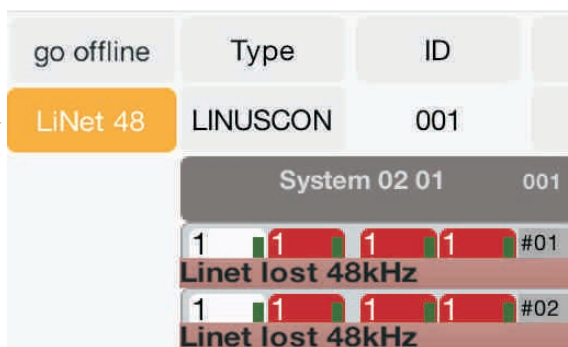 go offline Type ID
LiNet 48 LINUSCON 001
System 02 01 001
1 1 1 1 #01
Linet lost 48kHz
1 1 1 1 #02
Linet lost 48kHz